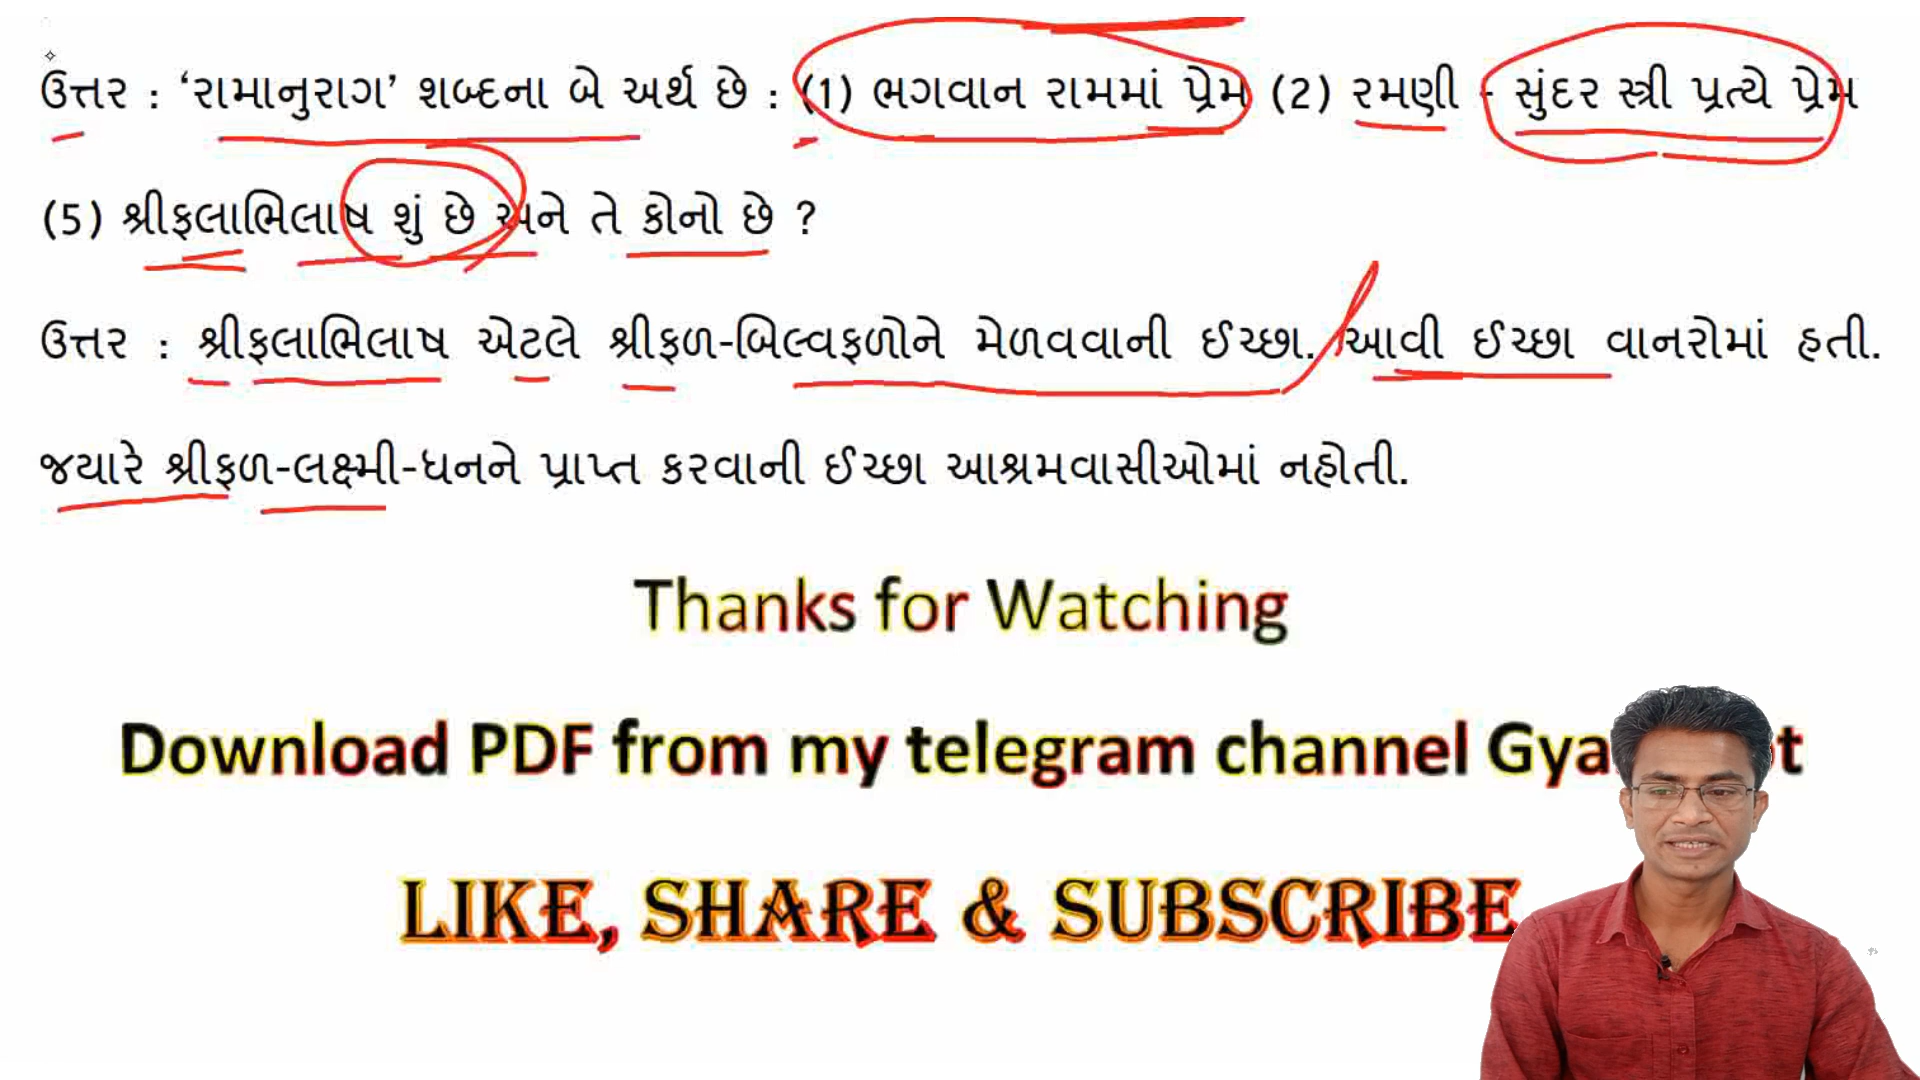 ઉત્તર : ‘રામાનુરાગ’ શબ્દના બે અર્થ છે : (1) ભગવાન રામમાં પ્રેમ (2) રમણી - સુંદર સ્ત્રી પ્રત્યે પ્રેમ
(5) શ્રીફલાભિલાષ શું છે અને તે કોનો છે ?
ઉત્તર : શ્રીફલાભિલાષ એટલે શ્રીફળ-બિલ્વફળોને મેળવવાની ઈચ્છા. આવી ઈચ્છા વાનરોમાં હતી.
જયારે શ્રીફળ-લક્ષ્મી-ધનને પ્રાપ્ત કરવાની ઈચ્છા આશ્રમવાસીઓમાં નહોતી.
Thanks for Watching
Download PDF from my telegram channel
LIKE, SHARE & SUBSCRIBE